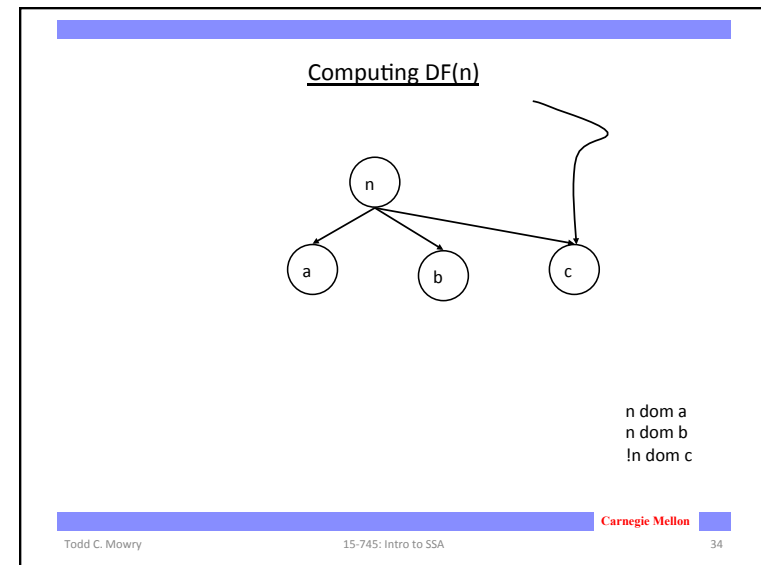 Computing DF(n)
n
a
b
c
n dom a
n dom b
!n dom c
Carnegie Mellon
Todd C. Mowry
15-745: Intro to SSA
34